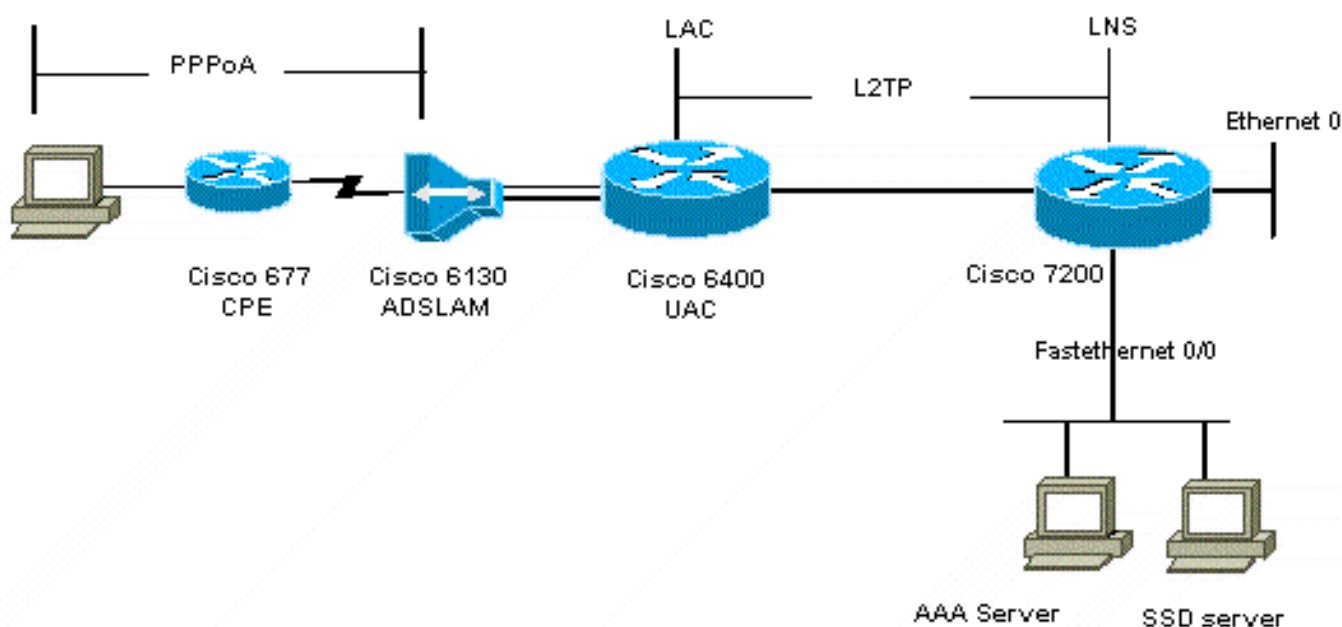 LAC
LNS
PPPoA
L2TP
Ethernet 0
Cisco 677
CPE
Cisco 6130
ADSLAM
Cisco 6400
UAC
Cisco 7200
Fastethernet 0/0
AAA Server
SSD server